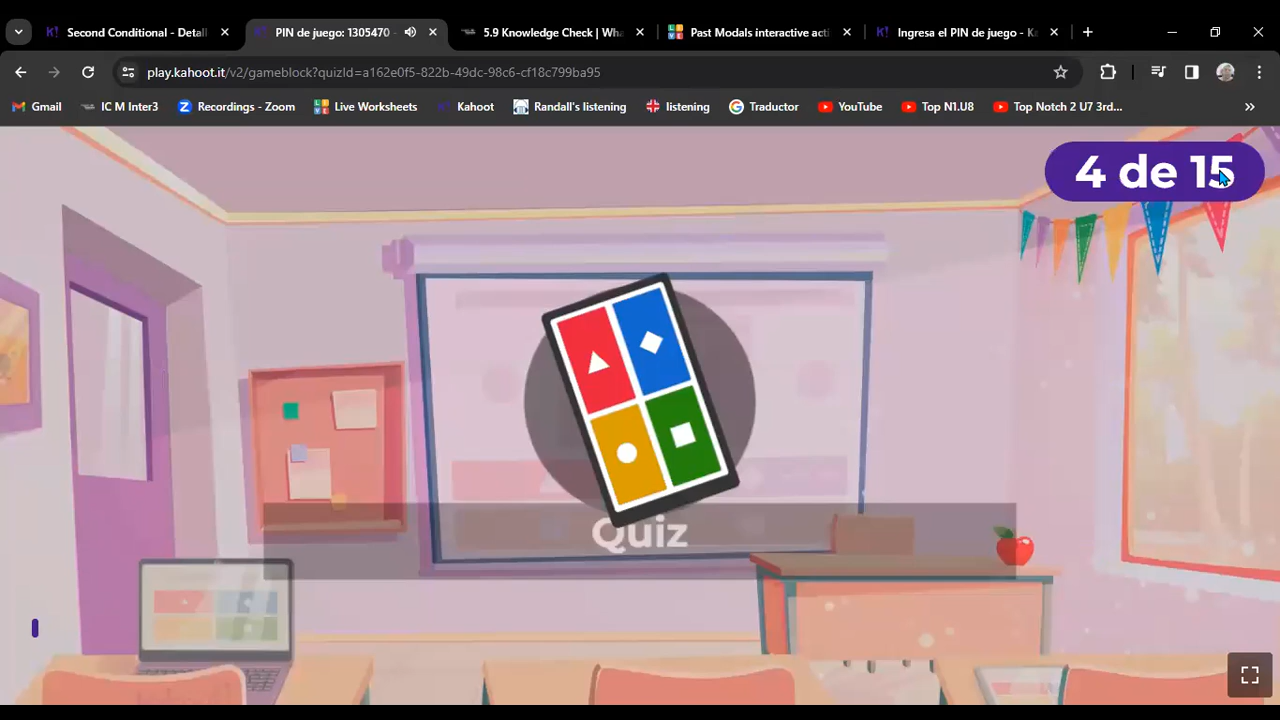 Second Conditional - Detail
PIN de juego: 1305470 -
5.9 Knowledge Check | Wha
Past Modals interactive acti
Ingresa el PIN de juego - Ka
play.kahoot.it/v2/gameblock?quizId=a162e0f5-822b-49dc-98c6-cf18c799ba95
Gmail
IC M Inter3
Recordings - Zoom
Live Worksheets
Kahoot
Randall's listening
listening
Traductor
YouTube
Top N1.U8
Top Notch 2 U7 3rd...
4 de 15
Quiz